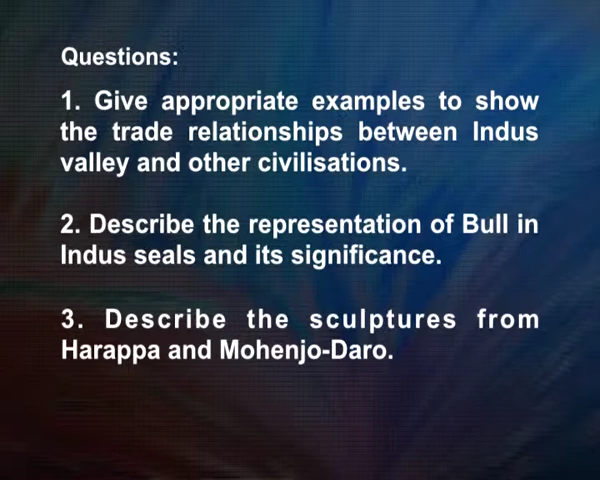 Questions:
1. Give appropriate examples to show
the trade relationships between Indus
valley and other civilisations.
2. Describe the representation of Bull in
Indus seals and its significance.
3. Describe the sculptures from
Harappa and Mohenjo-Daro.